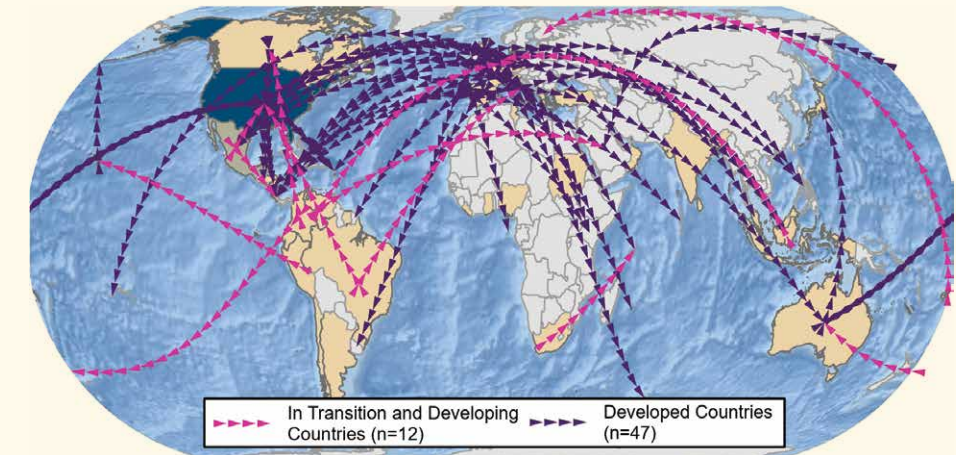 In Transition and Developing
Countries (n=12)
Developed Countries
(n=47)